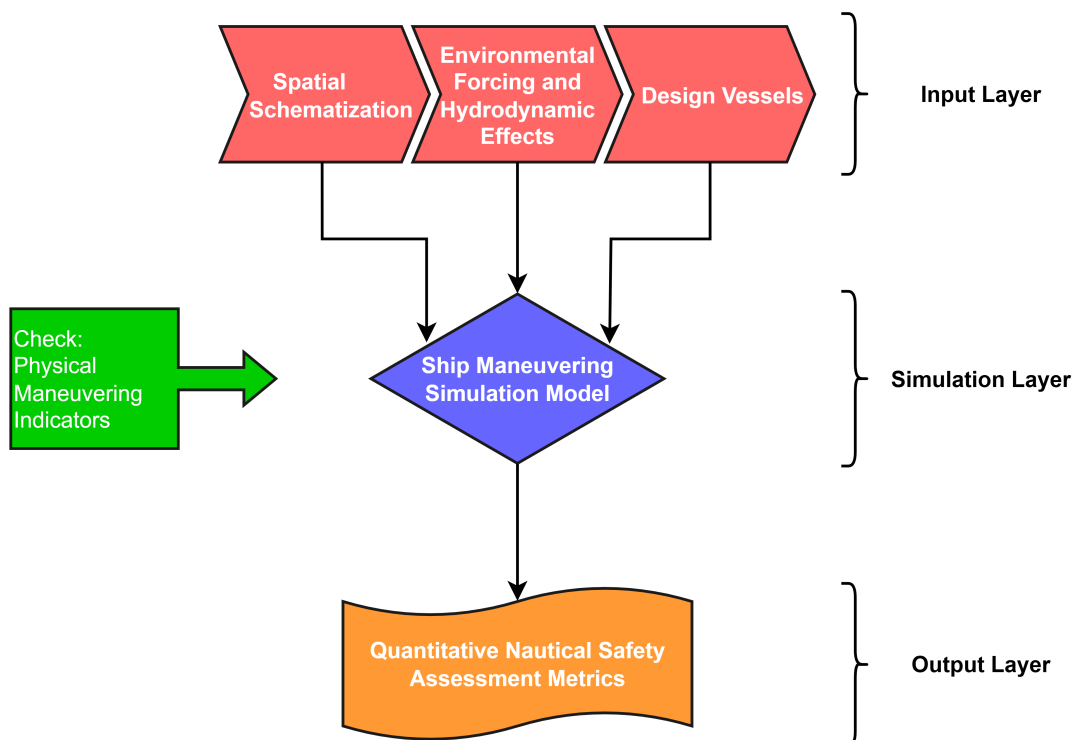 Spatial
Schematization
Environmental
Forcing and
Hydrodynamic
Effects
Design Vessels
Input Layer
Check:
Physical
Maneuvering
Indicators
Ship Maneuvering
Simulation Model
Simulation Layer
Quantitative Nautical Safety
Assessment Metrics
Output Layer